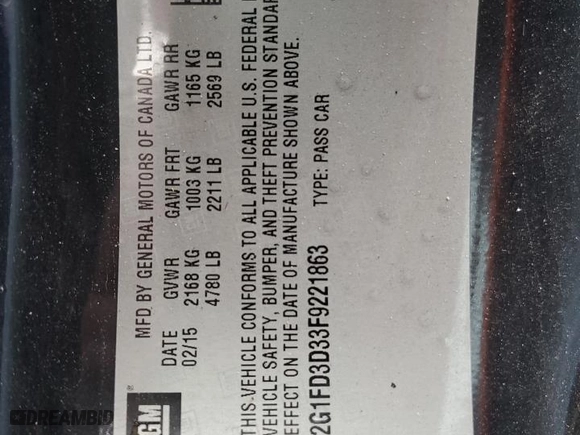 MFD BY GENERAL MOTORS OF CANADA LTD.
DATE GVWR GAWR FRT GAWR RR
02/15 2168 KG 1003 KG 1165 KG
4780 LB 2211 LB 2569 LB
GM
THIS VEHICLE CONFORMS TO ALL APPLICABLE U.S. FEDERAL
VEHICLE SAFETY, BUMPER, AND THEFT PREVENTION
EFFECT ON THE DATE OF MANUFACTURE SHOWN ABOVE.
2G1FD3D33F9221863 TYPE: PASS CAR
DREAMBID